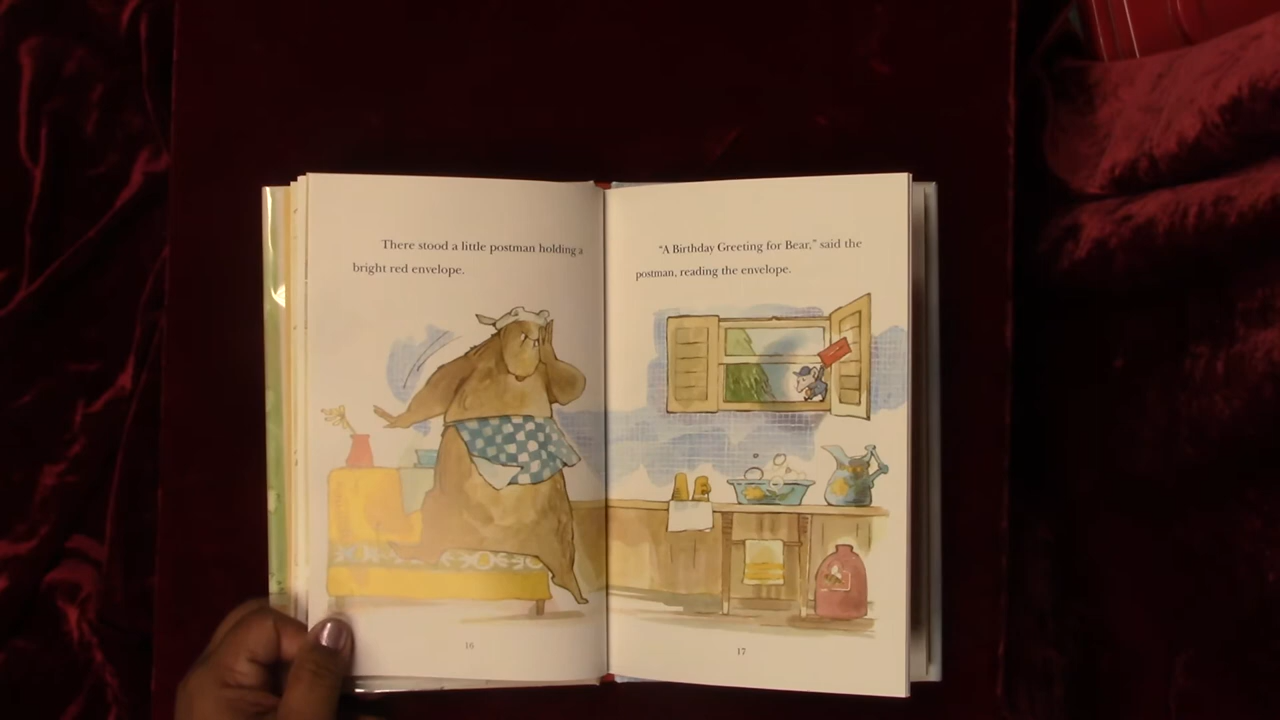 There stood a little postman holding a
bright red envelope.
16
“A Birthday Greeting for Bear,” said the
postman, reading the envelope.
17